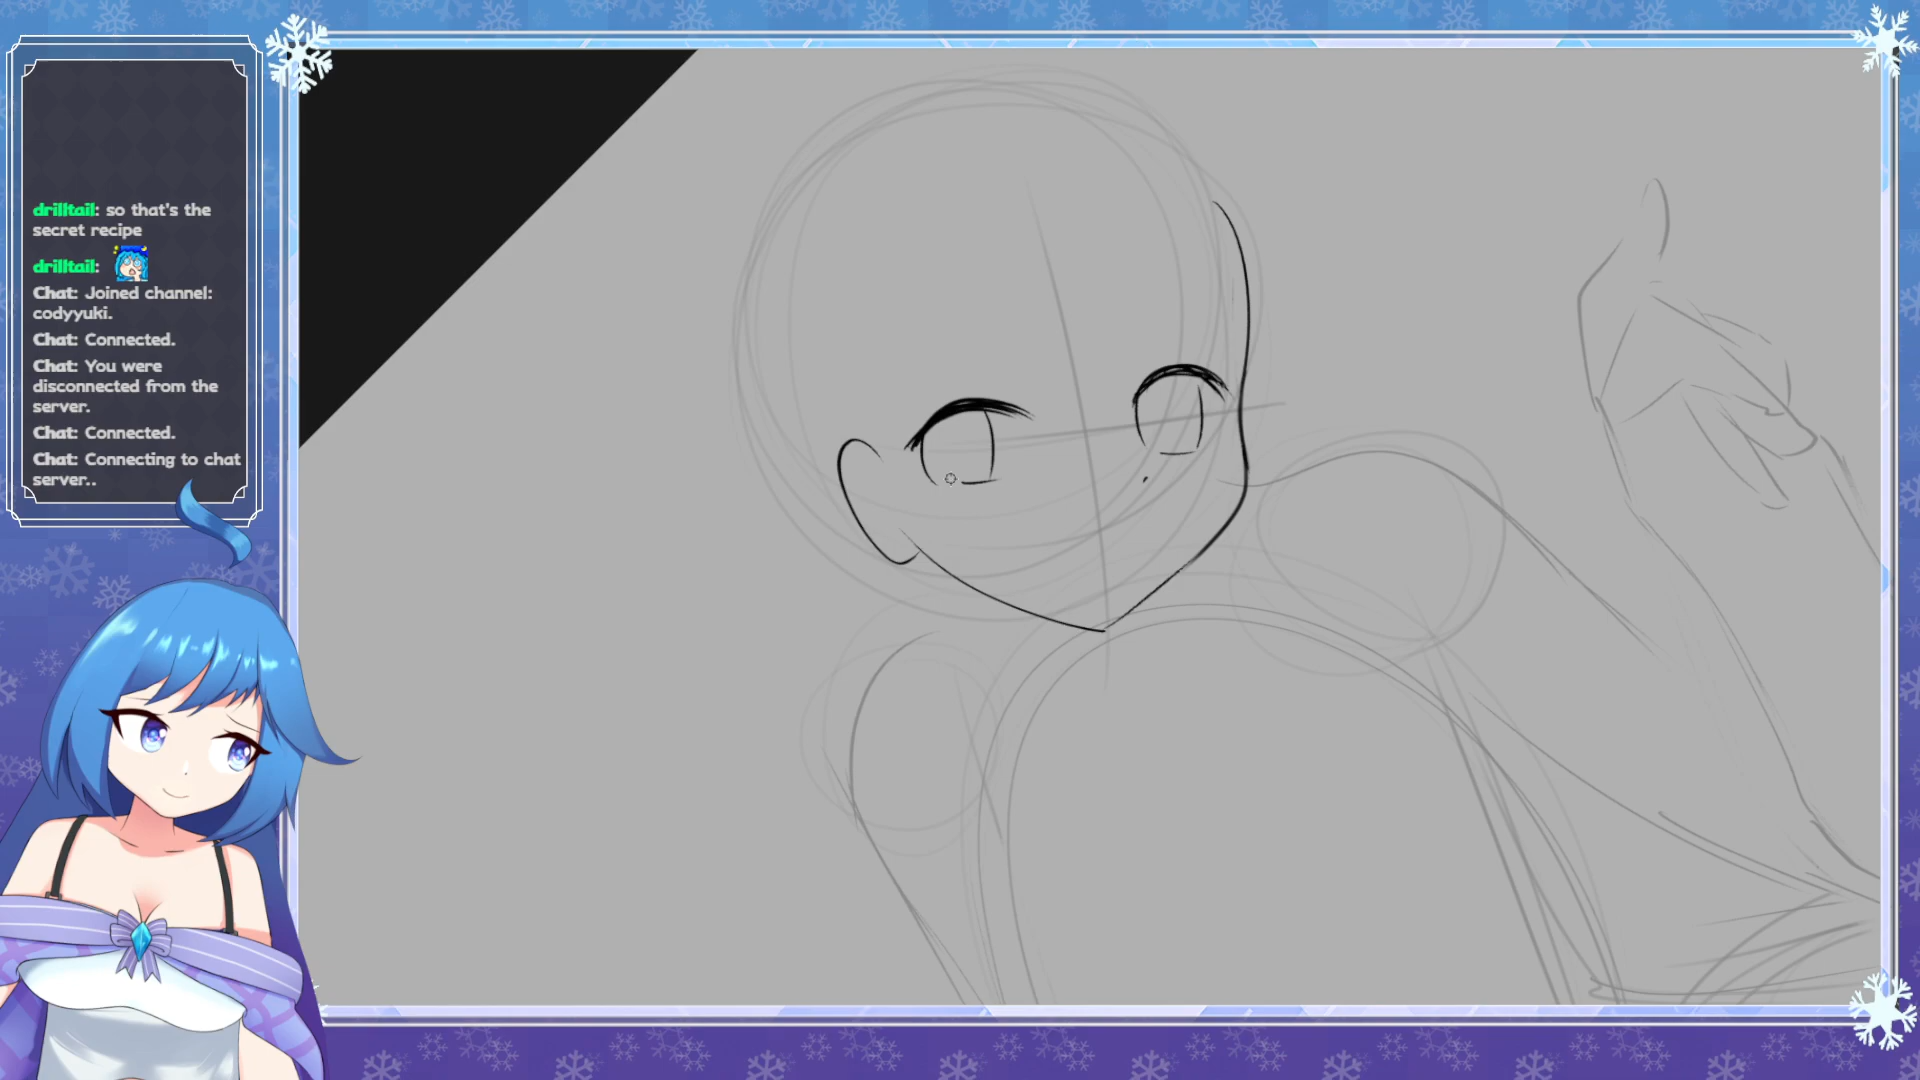 drilltail: so that's the
secret recipe
drilltail:
Chat: Joined channel:
codyyuki.
Chat: Connected.
Chat: You were
disconnected from the
server.
Chat: Connected.
Chat: Connecting to chat
server..